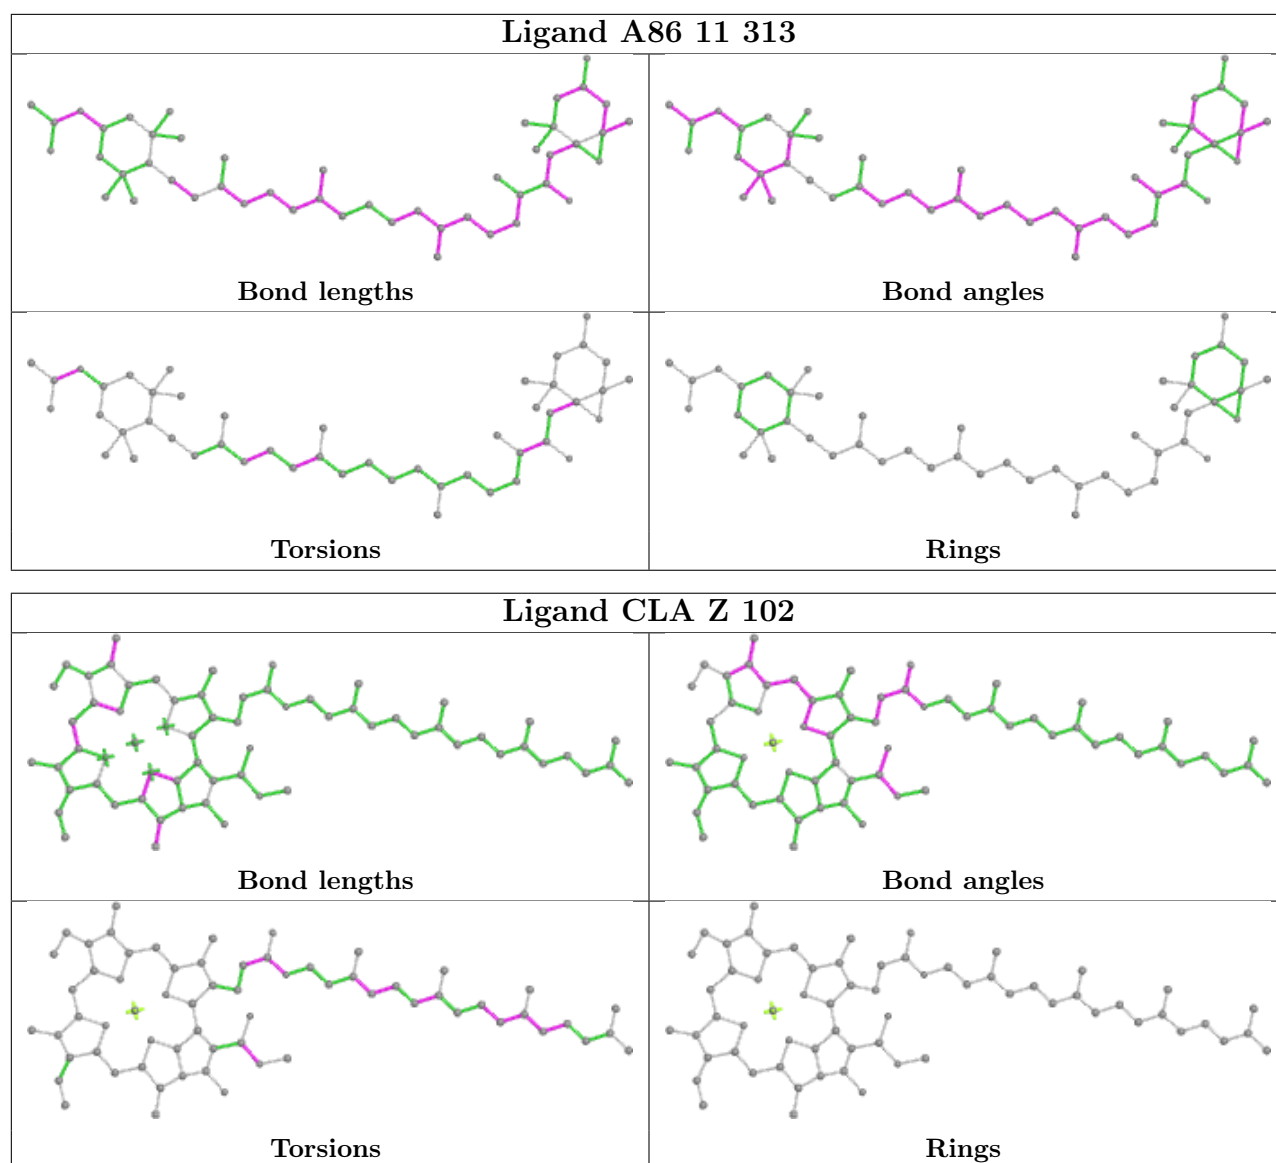 Ligand A86 11 313
Bond lengths
Bond angles
Torsions
Rings
Ligand CLA Z 102
Bond lengths
Bond angles
Torsions
Rings